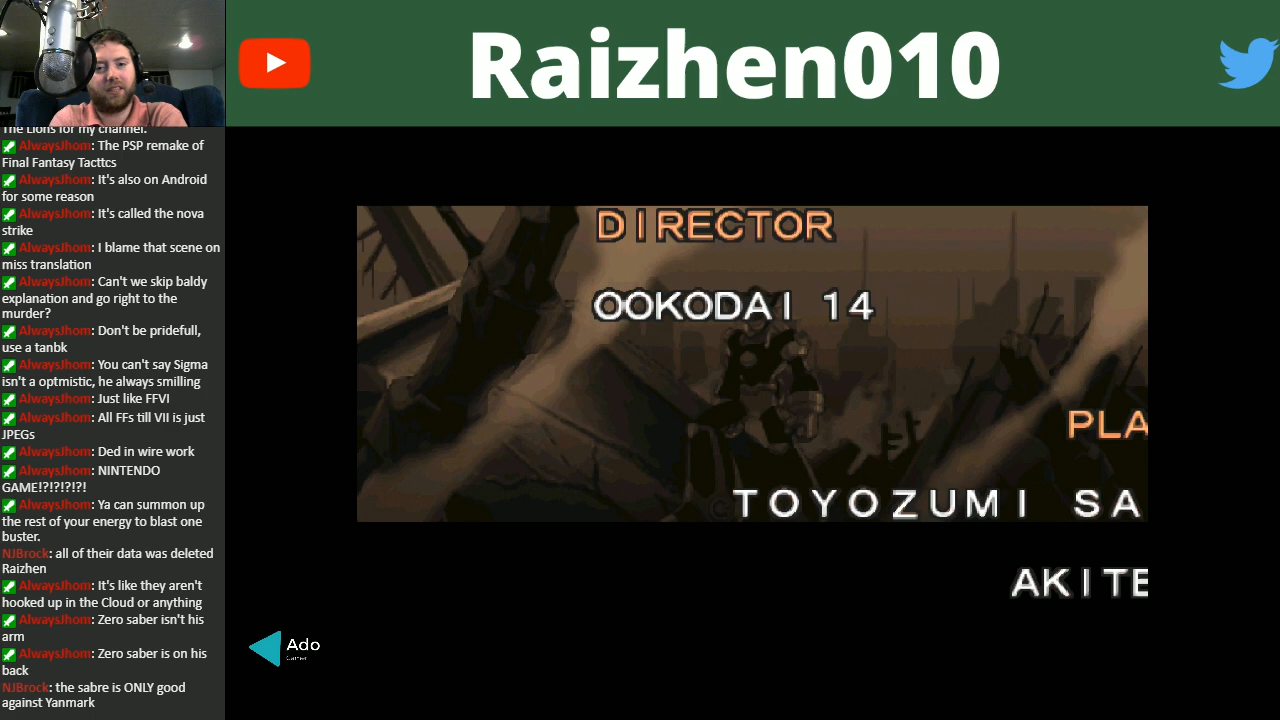 Raizhen010
The Lions for my channel.
AlwaysJhom: The PSP remake of
Final Fantasy Tacttcs
AlwaysJhom: It's also on Android
for some reason
AlwaysJhom: It's called the nova
strike
AlwaysJhom: I blame that scene on
miss translation
AlwaysJhom: Can't we skip baldy
explanation and go right to the
murder?
AlwaysJhom: Don't be pridefull,
use a tanbk
AlwaysJhom: You can't say Sigma
isn't a optmistic, he always smilling
AlwaysJhom: Just like FFVI
AlwaysJhom: All FFs till VII is just
JPEGs
AlwaysJhom: Ded in wire work
AlwaysJhom: NINTENDO
GAME!?!?!?!?!
AlwaysJhom: Ya can summon up
the rest of your energy to blast one
buster.
NJBrock: all of their data was deleted
Raizhen
AlwaysJhom: It's like they aren't
hooked up in the Cloud or anything
AlwaysJhom: Zero saber isn't his
arm
AlwaysJhom: Zero saber is on his
back
NJBrock: the sabre is ONLY good
against Yanmark
DIRECTOR
OOKODAI 14
PLA
© TOYOZUMI SA
AKITE
Ado